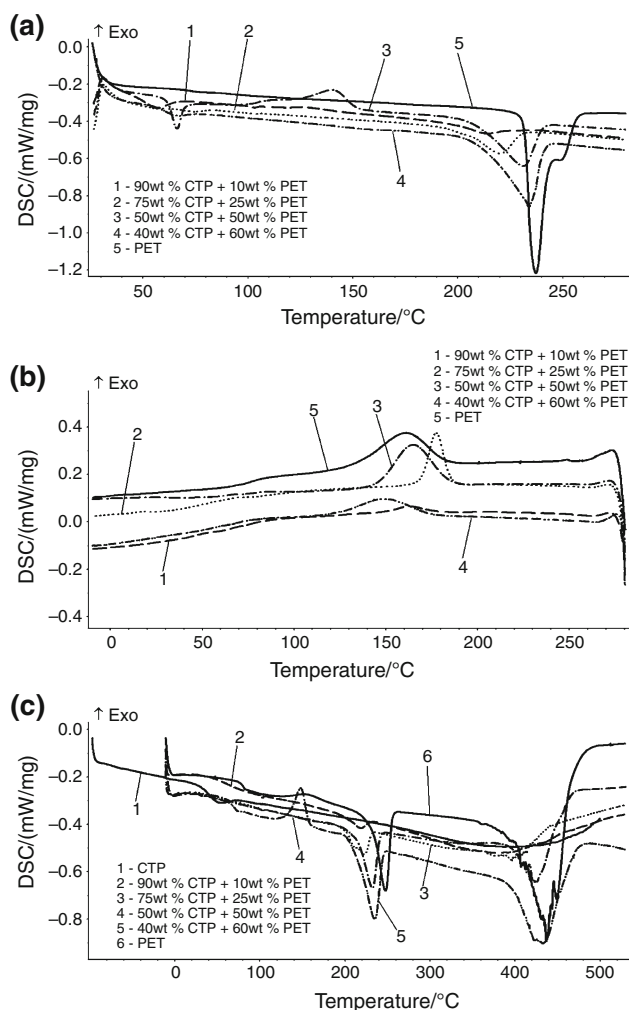 (a)
↑ Exo
1
2
3
5
4
0.0
−0.2
−0.4
−0.6
−0.8
−1.0
−1.2
DSC/(mW/mg)
1 - 90wt % CTP + 10wt % PET
2 - 75wt % CTP + 25wt % PET
3 - 50wt % CTP + 50wt % PET
4 - 40wt % CTP + 60wt % PET
5 - PET
50 100 150 200 250
Temperature/°C
(b)
↑ Exo
1 - 90wt % CTP + 10wt % PET
2 - 75wt % CTP + 25wt % PET
3 - 50wt % CTP + 50wt % PET
4 - 40wt % CTP + 60wt % PET
5 - PET
2
5
3
1
4
0.4
0.2
0.0
−0.2
−0.4
DSC/(mW/mg)
0 50 100 150 200 250
Temperature/°C
(c)
↑ Exo
1
2
6
4
3
5
0.0
−0.2
−0.4
−0.6
−0.8
DSC/(mW/mg)
1 - CTP
2 - 90wt % CTP + 10wt % PET
3 - 75wt % CTP + 25wt % PET
4 - 50wt % CTP + 50wt % PET
5 - 40wt % CTP + 60wt % PET
6 - PET
0 100 200 300 400 500
Temperature/°C